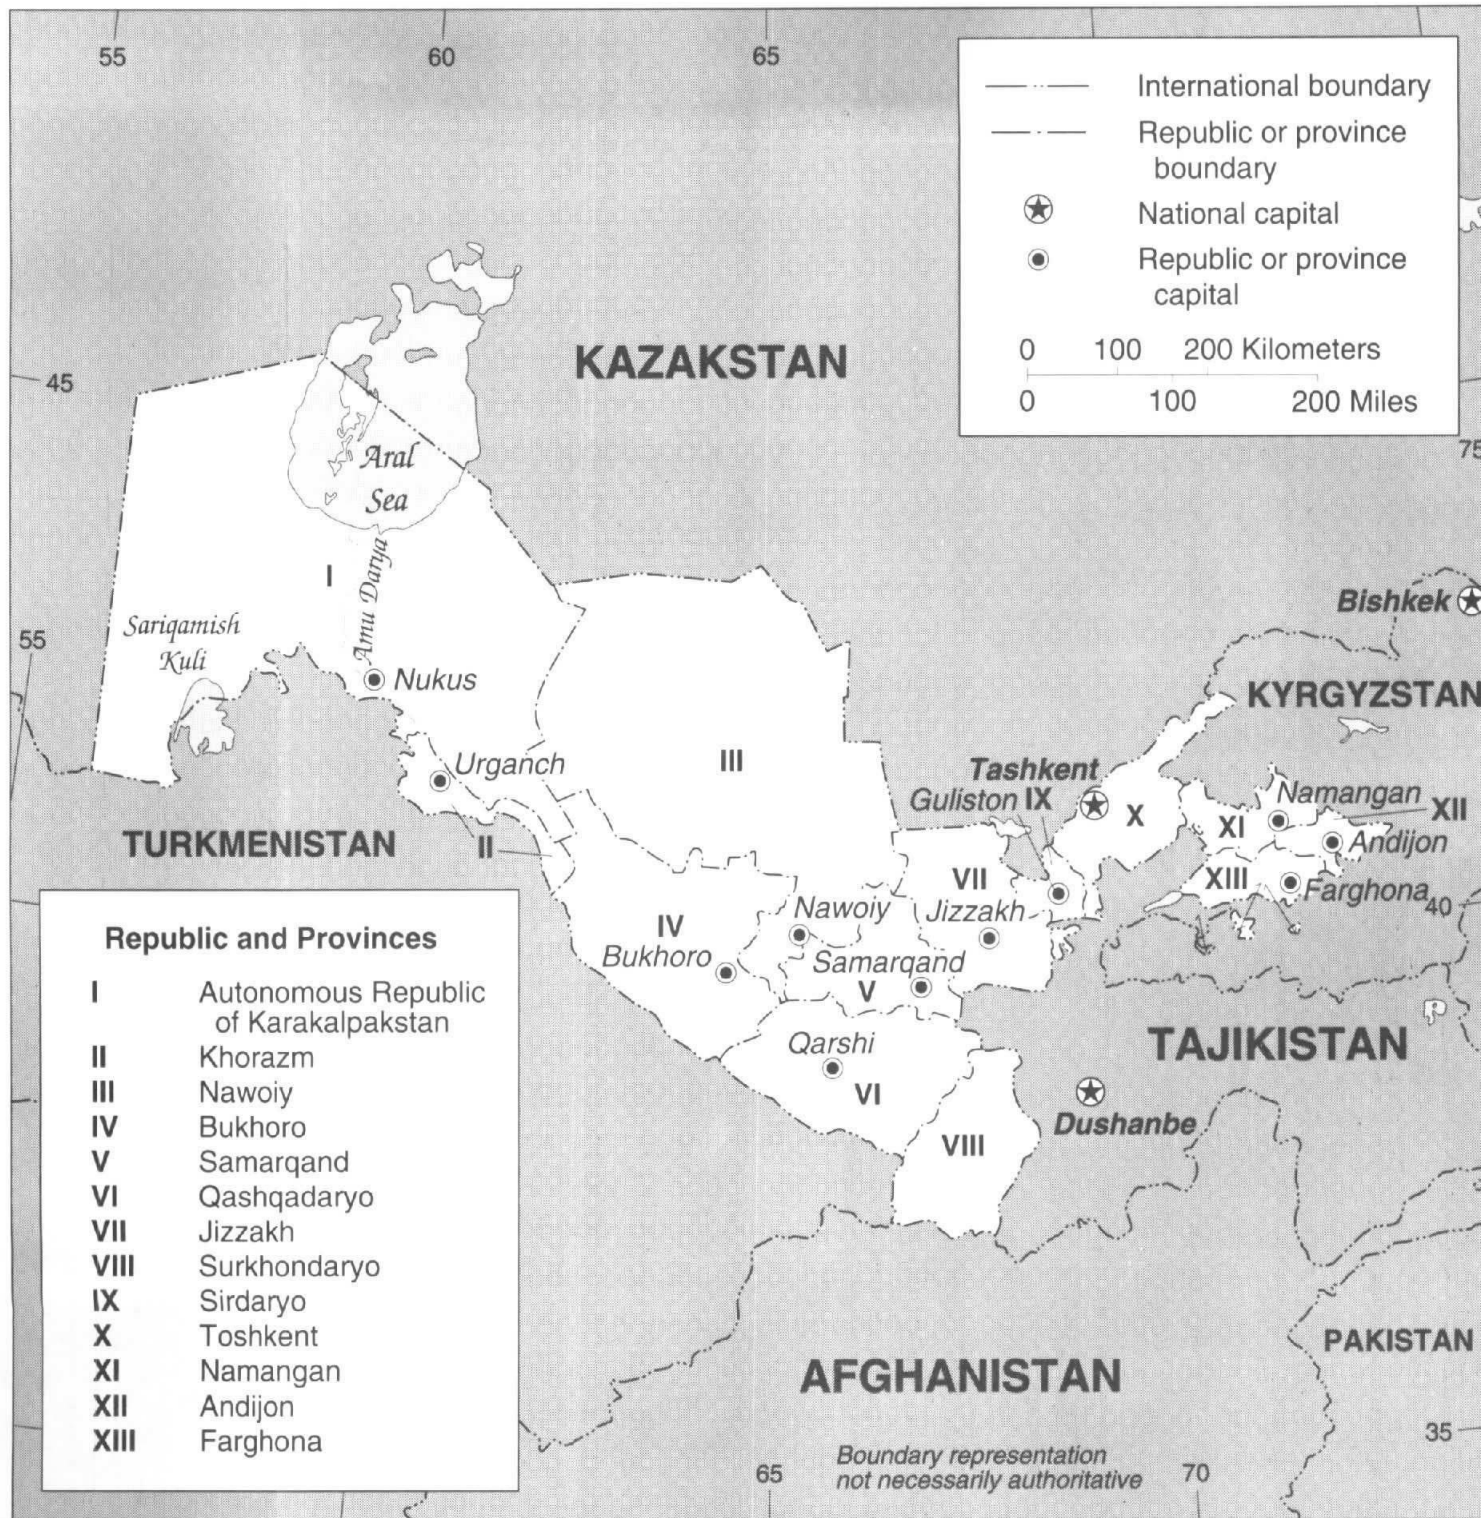 55
60
65
International boundary
Republic or province
boundary
National capital
Republic or province
capital
0 100 200 Kilometers
0 100 200 Miles
KAZAKSTAN
45
75
Aral
Sea
I
Amu Darya
Bishkek
Sariqamish
Kuli
55
Nukus
KYRGYZSTAN
III
Urganch
Tashkent
Guliston IX
X
Namangan
XI
XII
TURKMENISTAN
II
Andijon
VII
XIII
Farghona
40
Nawoiy
Jizzakh
IV
Bukhoro
Samarqand
V
Qarshi
VI
TAJIKISTAN
Dushanbe
VIII
Republic and Provinces
I Autonomous Republic
of Karakalpakstan
II Khorazm
III Nawoiy
IV Bukhoro
V Samarqand
VI Qashqadaryo
VII Jizzakh
VIII Surkhondaryo
IX Sirdaryo
X Toshkent
XI Namangan
XII Andijon
XIII Farghona
PAKISTAN
AFGHANISTAN
35
Boundary representation
not necessarily authoritative
65
70